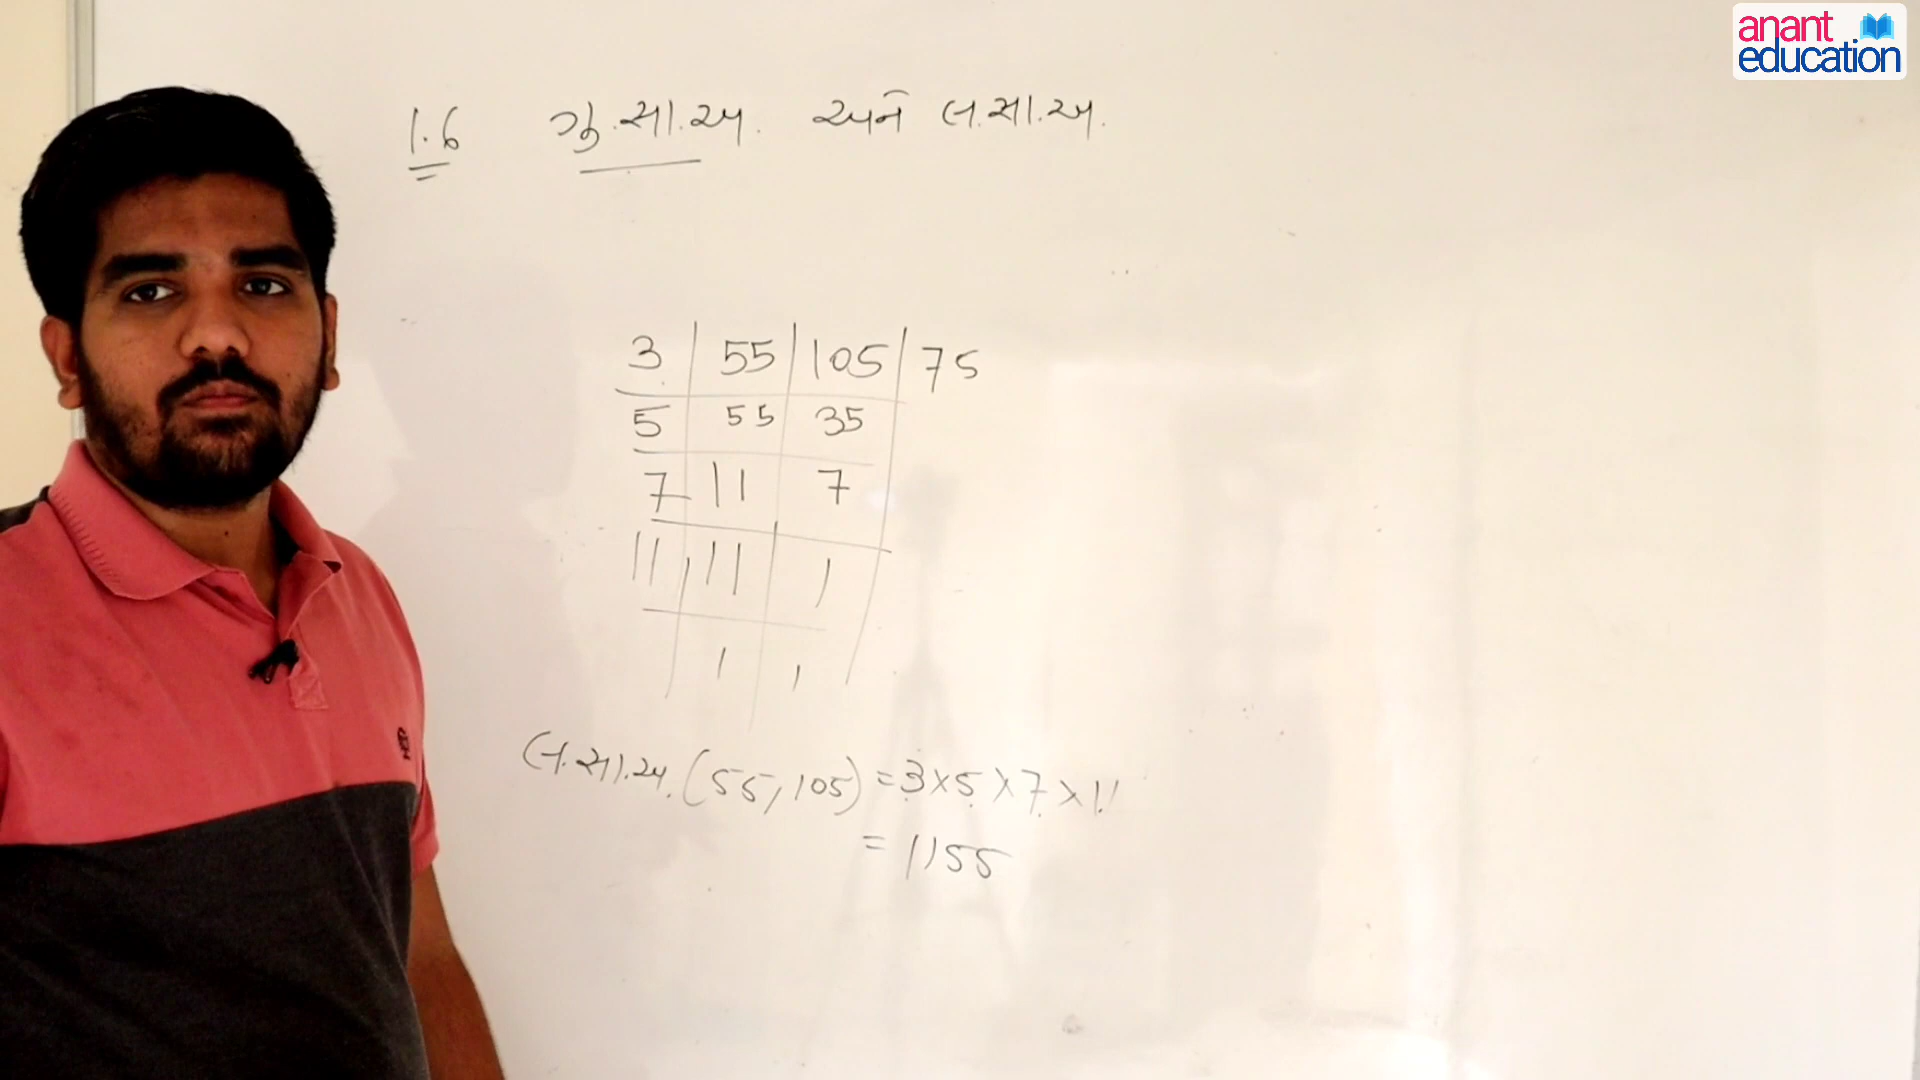 anant
education
1.6 ગુ.સા.અ. અને લ.સા.અ.
3 55 105 75
5 55 35
7 11 7
11 11 1
1 1
લ.સા.અ. (55, 105) = 3 × 5 × 7 × 11
= 1155